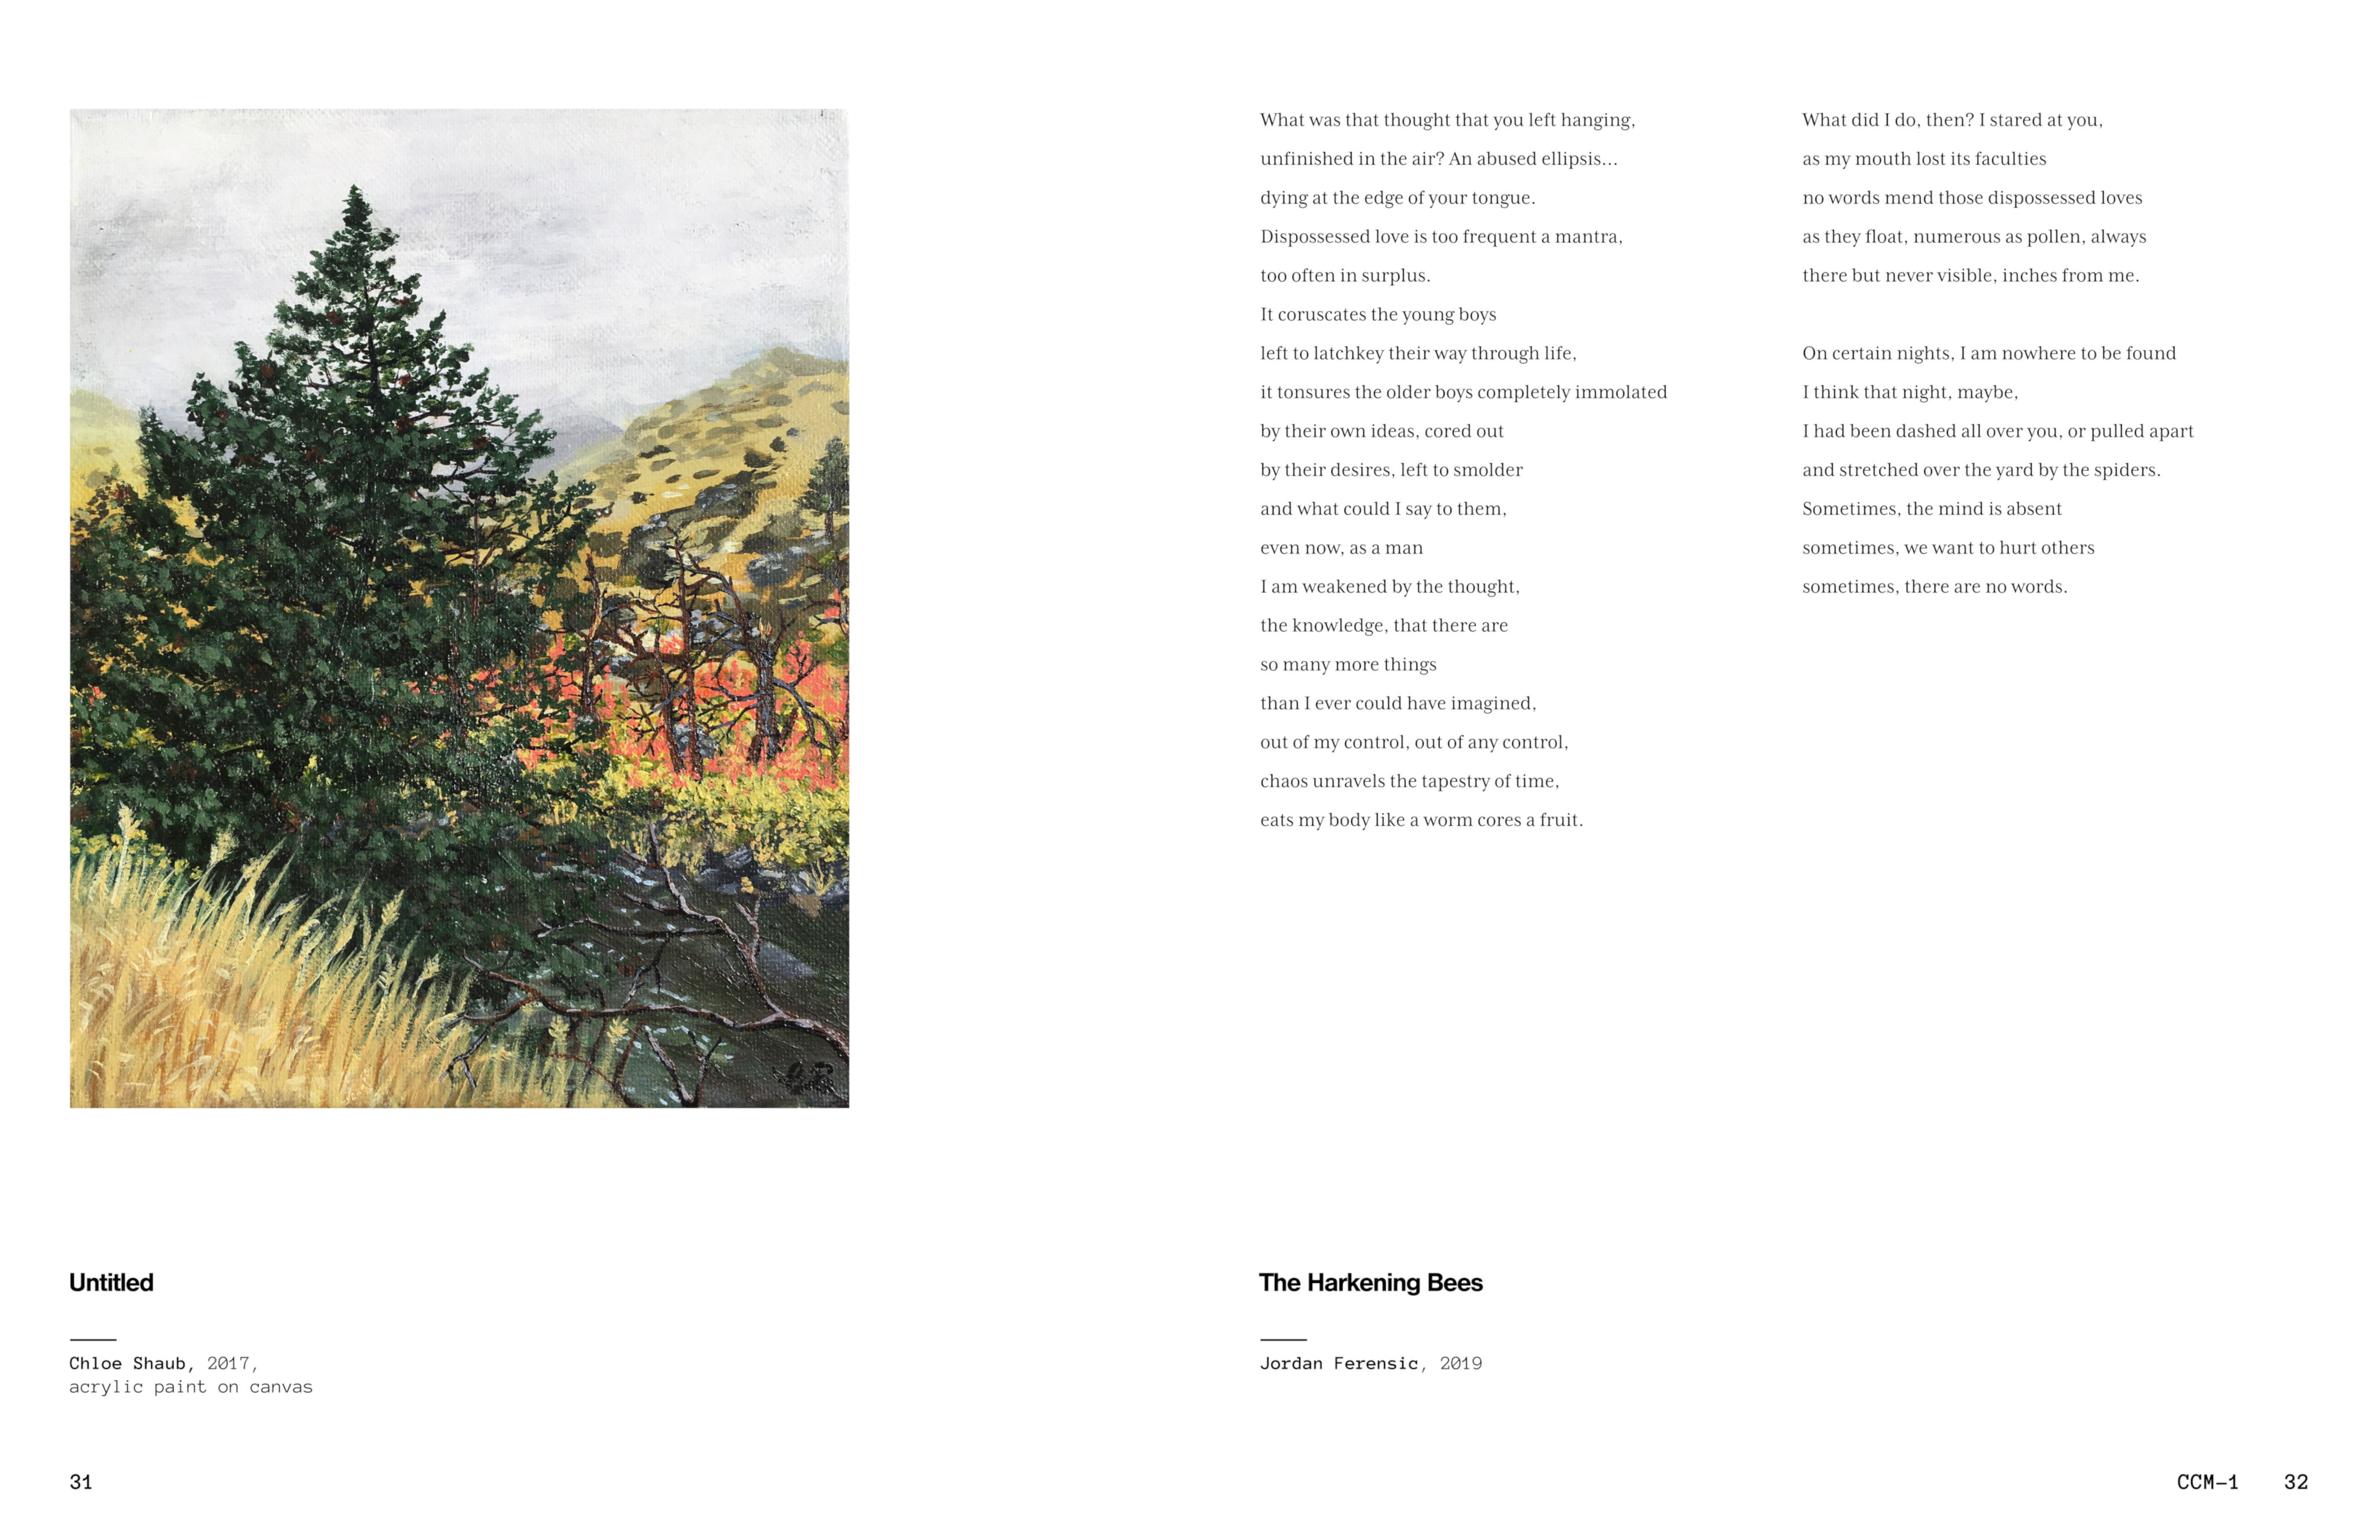 What was that thought that you left hanging,
unfinished in the air? An abused ellipsis...
dying at the edge of your tongue.
Dispossessed love is too frequent a mantra,
too often in surplus.
It coruscates the young boys
left to latchkey their way through life,
it tonsures the older boys completely immolated
by their own ideas, cored out
by their desires, left to smolder
and what could I say to them,
even now, as a man
I am weakened by the thought,
the knowledge, that there are
so many more things
than I ever could have imagined,
out of my control, out of any control,
chaos unravels the tapestry of time,
eats my body like a worm cores a fruit.
What did I do, then? I stared at you,
as my mouth lost its faculties
no words mend those dispossessed loves
as they float, numerous as pollen, always
there but never visible, inches from me.
On certain nights, I am nowhere to be found
I think that night, maybe,
I had been dashed all over you, or pulled apart
and stretched over the yard by the spiders.
Sometimes, the mind is absent
sometimes, we want to hurt others
sometimes, there are no words.
Untitled
Chloe Shaub, 2017,
acrylic paint on canvas
The Harkening Bees
Jordan Ferensic, 2019
31
CCM–1 32